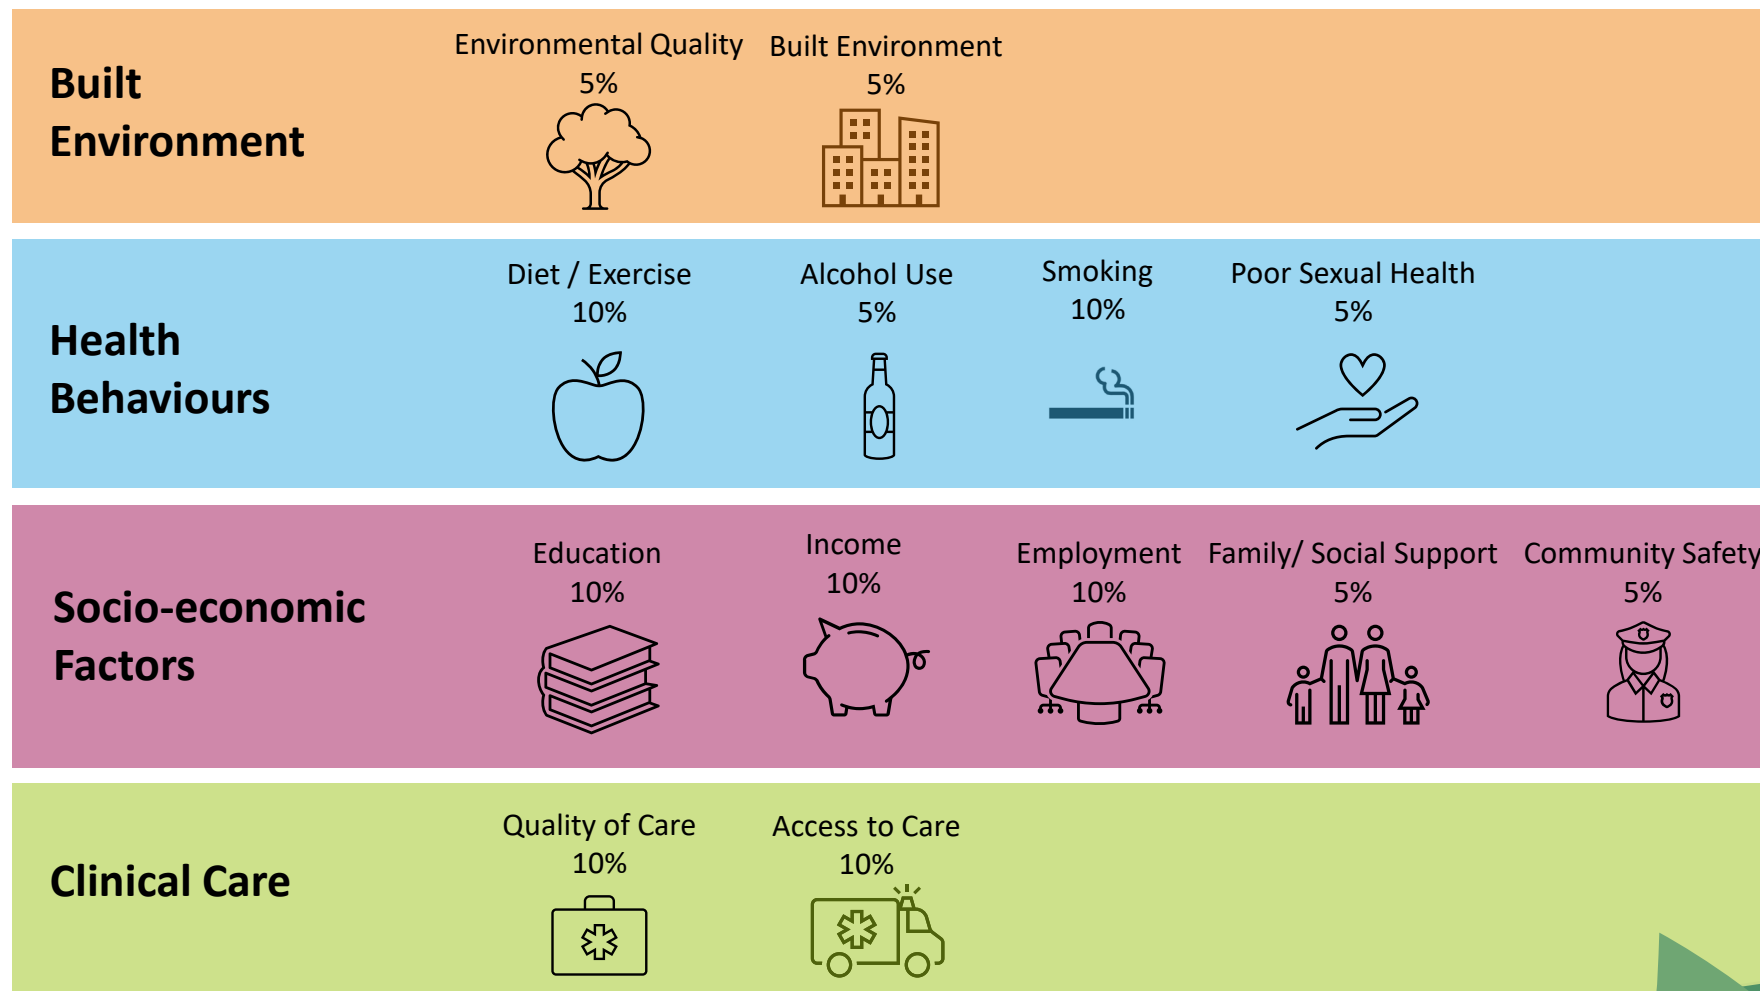 Built
Environment
Environmental Quality
5%
Built Environment
5%
Health
Behaviours
Diet / Exercise
10%
Alcohol Use
5%
Smoking
10%
Poor Sexual Health
5%
Socio-economic
Factors
Education
10%
Income
10%
Employment
10%
Family/ Social Support
5%
Community Safety
5%
Clinical Care
Quality of Care
10%
Access to Care
10%